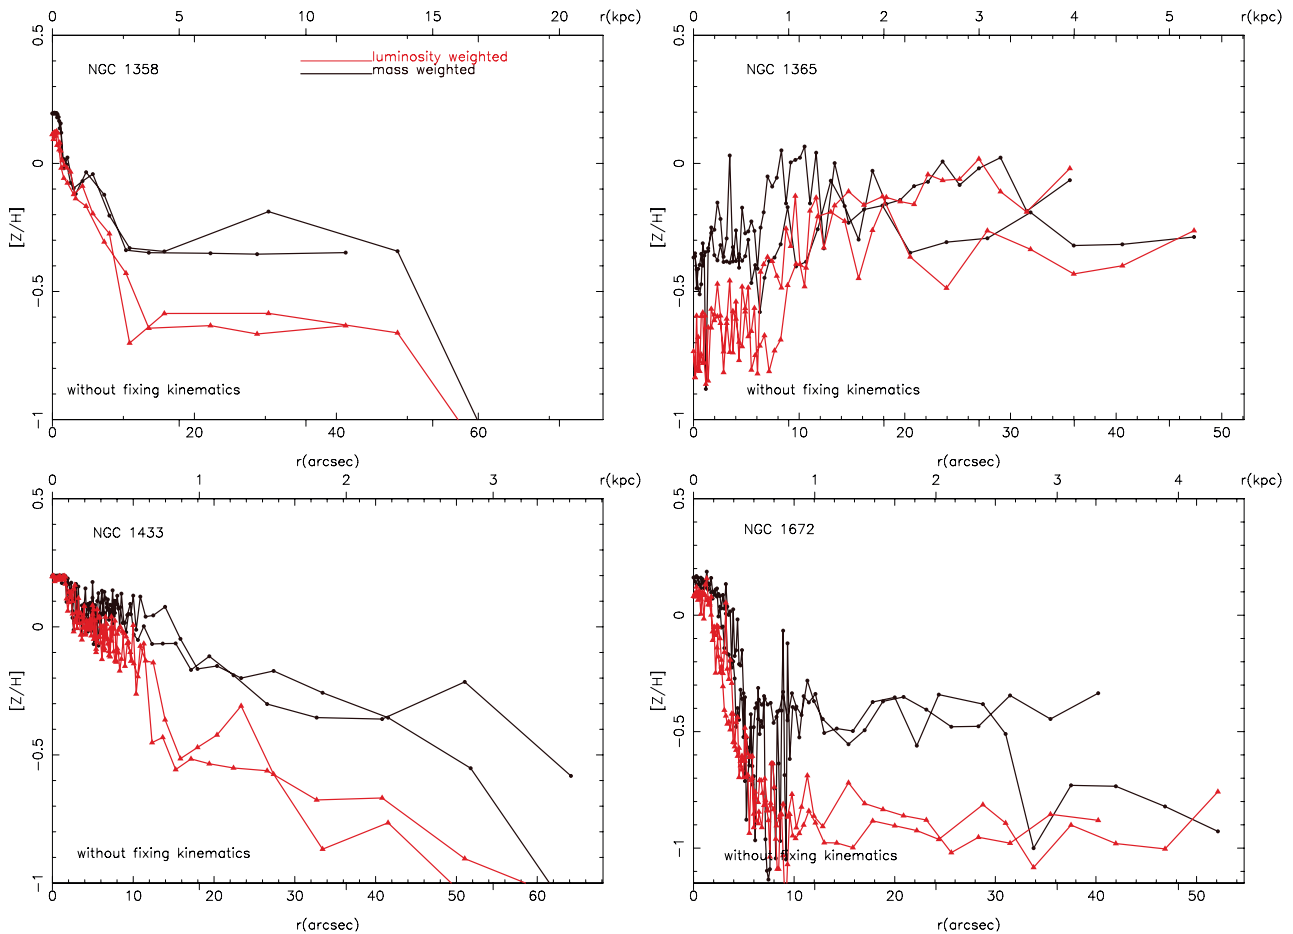 0 5 10 15 20 r(kpc)
0 1 2 3 4 5 r(kpc)
0.5
0
−0.5
−1
[Z/H]
NGC 1358
luminosity weighted
mass weighted
without fixing kinematics
0 20 40 60
r(arcsec)
0.5
0
−0.5
−1
[Z/H]
NGC 1365
without fixing kinematics
0 10 20 30 40 50
r(arcsec)
0 1 2 3 r(kpc)
0 1 2 3 4 r(kpc)
0.5
0
−0.5
−1
[Z/H]
NGC 1433
without fixing kinematics
0 10 20 30 40 50 60
r(arcsec)
0.5
0
−0.5
−1
[Z/H]
NGC 1672
without fixing kinematics
0 10 20 30 40 50
r(arcsec)